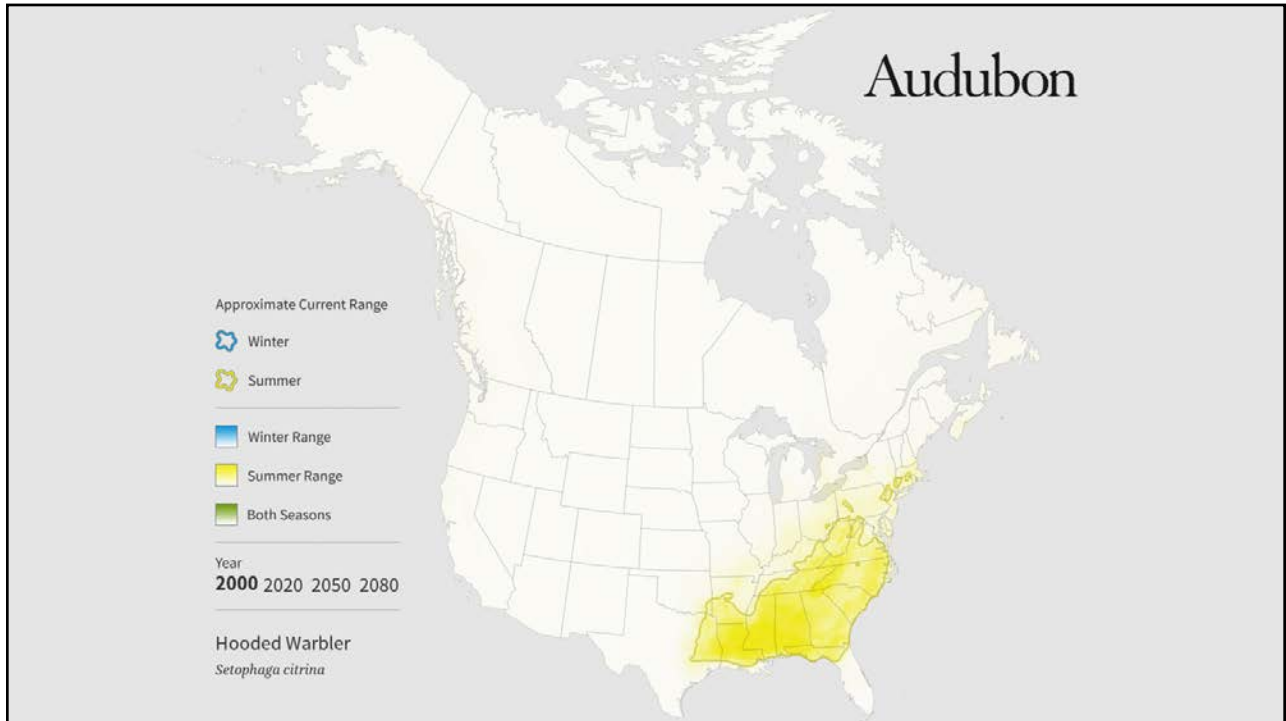 Audubon
Approximate Current Range
Winter
Summer
Winter Range
Summer Range
Both Seasons
Year
2000 2020 2050 2080
Hooded Warbler
Setophaga citrina